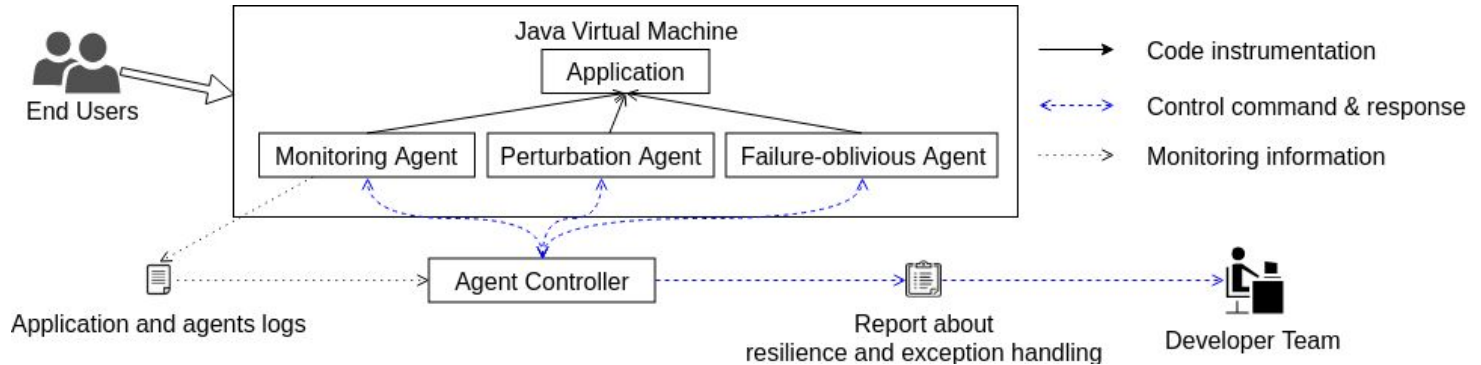 Java Virtual Machine
Application
Code instrumentation
End Users
Control command & response
Monitoring Agent
Perturbation Agent
Failure-oblivious Agent
Monitoring information
Agent Controller
Application and agents logs
Report about
resilience and exception handling
Developer Team